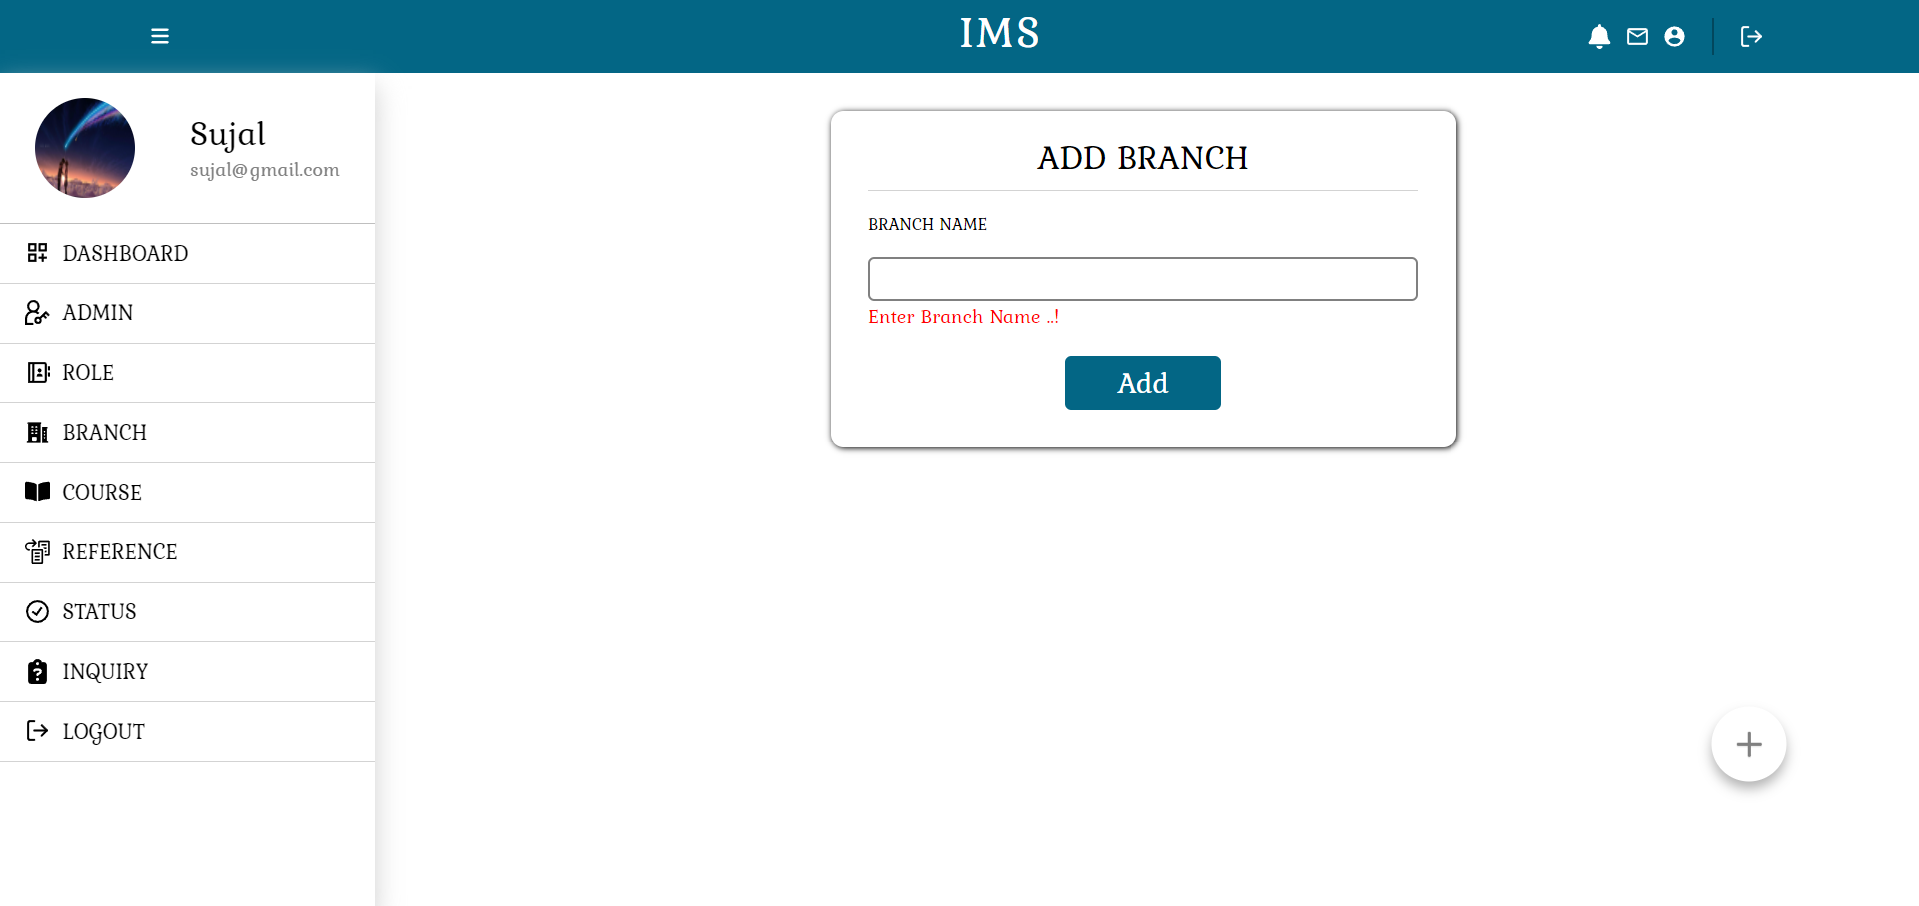 IMS
Sujal
sujal@gmail.com
DASHBOARD
ADMIN
ROLE
BRANCH
COURSE
REFERENCE
STATUS
INQUIRY
LOGOUT
ADD BRANCH
BRANCH NAME
Enter Branch Name ..!
Add